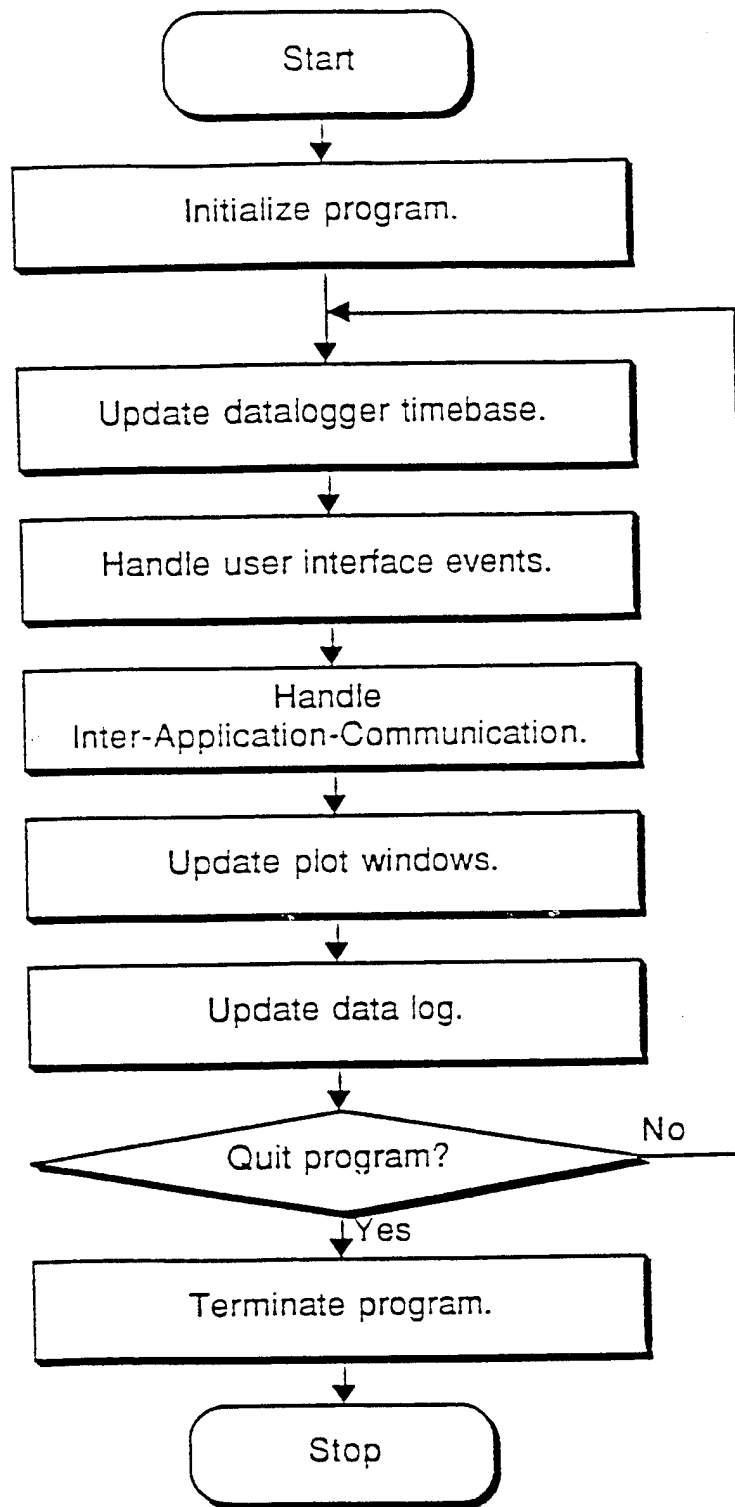 Start
Initialize program.
Update datalogger timebase.
Handle user interface events.
Handle
Inter-Application-Communication.
Update plot windows.
Update data log.
Quit program?
No
Yes
Terminate program.
Stop